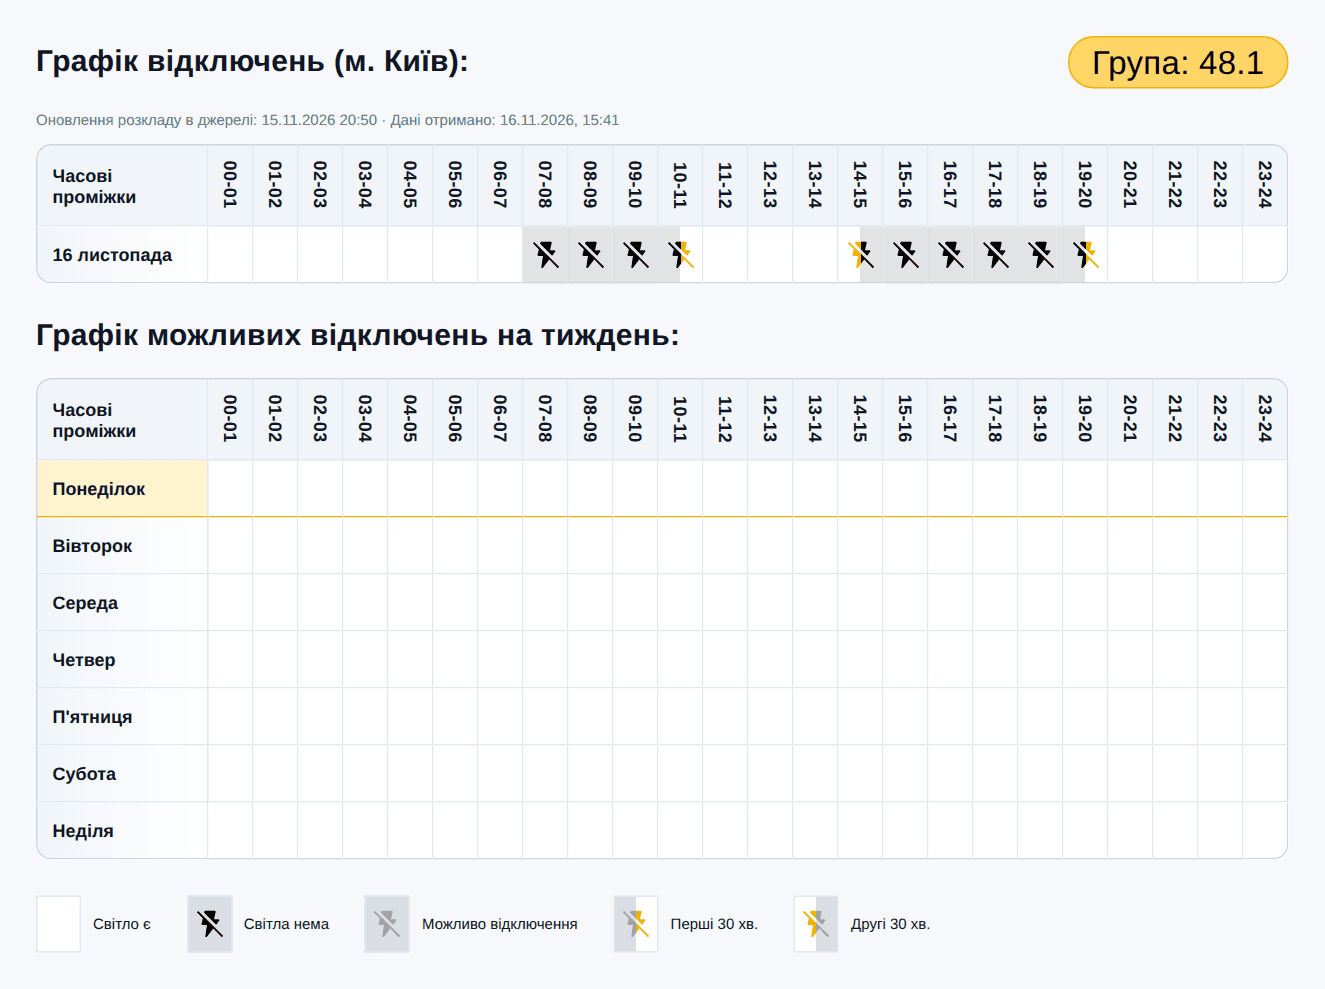 Графік відключень (м. Київ):
Група: 48.1
Оновлення розкладу в джерелі: 15.11.2026 20:50 · Дані отримано: 16.11.2026, 15:41
Часові проміжки 00-01 01-02 02-03 03-04 04-05 05-06 06-07 07-08 08-09 09-10 10-11 11-12 12-13 13-14 14-15 15-16 16-17 17-18 18-19 19-20 20-21 21-22 22-23 23-24
16 листопада
Графік можливих відключень на тиждень:
Часові проміжки 00-01 01-02 02-03 03-04 04-05 05-06 06-07 07-08 08-09 09-10 10-11 11-12 12-13 13-14 14-15 15-16 16-17 17-18 18-19 19-20 20-21 21-22 22-23 23-24
Понеділок
Вівторок
Середа
Четвер
П'ятниця
Субота
Неділя
Світло є Світла нема Можливо відключення Перші 30 хв. Другі 30 хв.